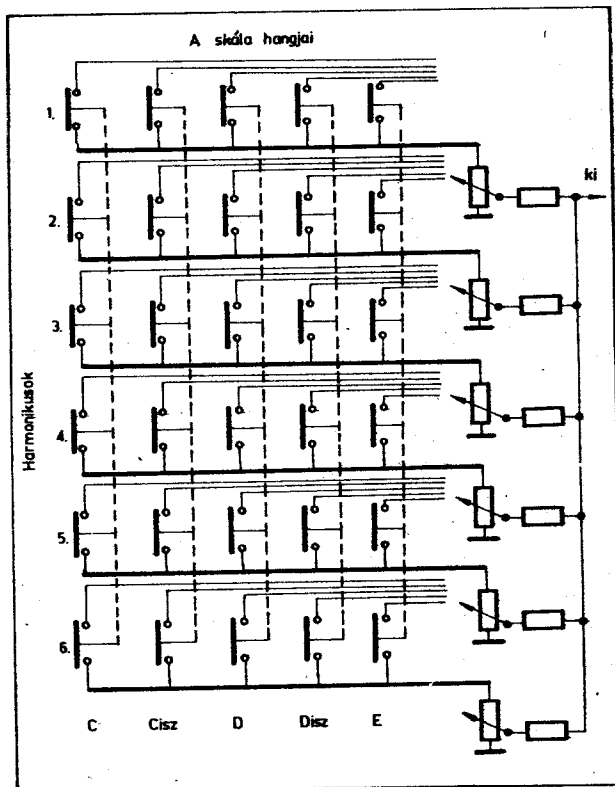 A skála hangjai
1.
ki
2.
3.
Harmonikusok
4.
5.
6.
C Cisz D Disz E